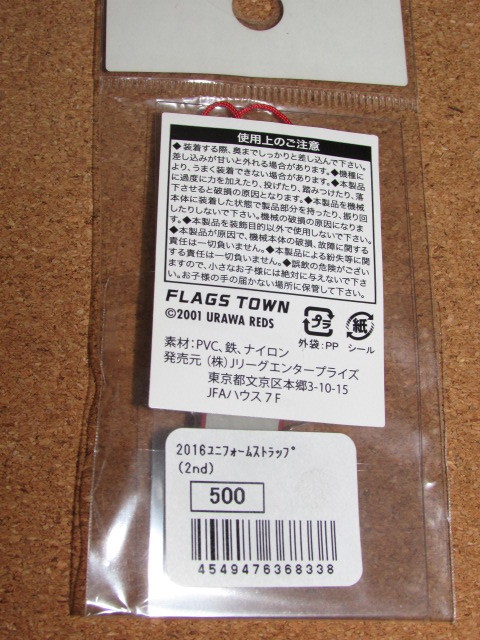 使用上のご注意
◆装着する際、奥までしっかりと差し込んで下さい。
差し込みが甘いと外れる場合があります。◆機種に
より、うまく装着できない場合があります。◆本製品
に過度に力を加えたり、投げたり、踏みつけたり、落
下させると破損の原因となります。◆本製品を機械
本体に装着した状態で製品部分を持ったり、振り回
したりしないで下さい。機械の破損の原因になりま
す。◆本製品を装飾目的以外で使用しないで下さい。
◆本製品が原因で、機械本体の破損、故障に関する
責任は一切負いません。◆本製品による紛失等に関
する責任は一切負いません。◆誤飲の危険がござい
ますので、小さなお子様には絶対に与えないで下さ
い。お子様の手の届かない場所に保管して下さい。
FLAGS TOWN
©2001 URAWA REDS
プラ
外袋:PP
紙
シール
素材:PVC、鉄、ナイロン
発売元 (株)Jリーグエンタープライズ
東京都文京区本郷3-10-15
JFAハウス7F
2016ﾕﾆﾌｫｰﾑｽﾄﾗｯﾌﾟ
(2nd)
500
4549476368338